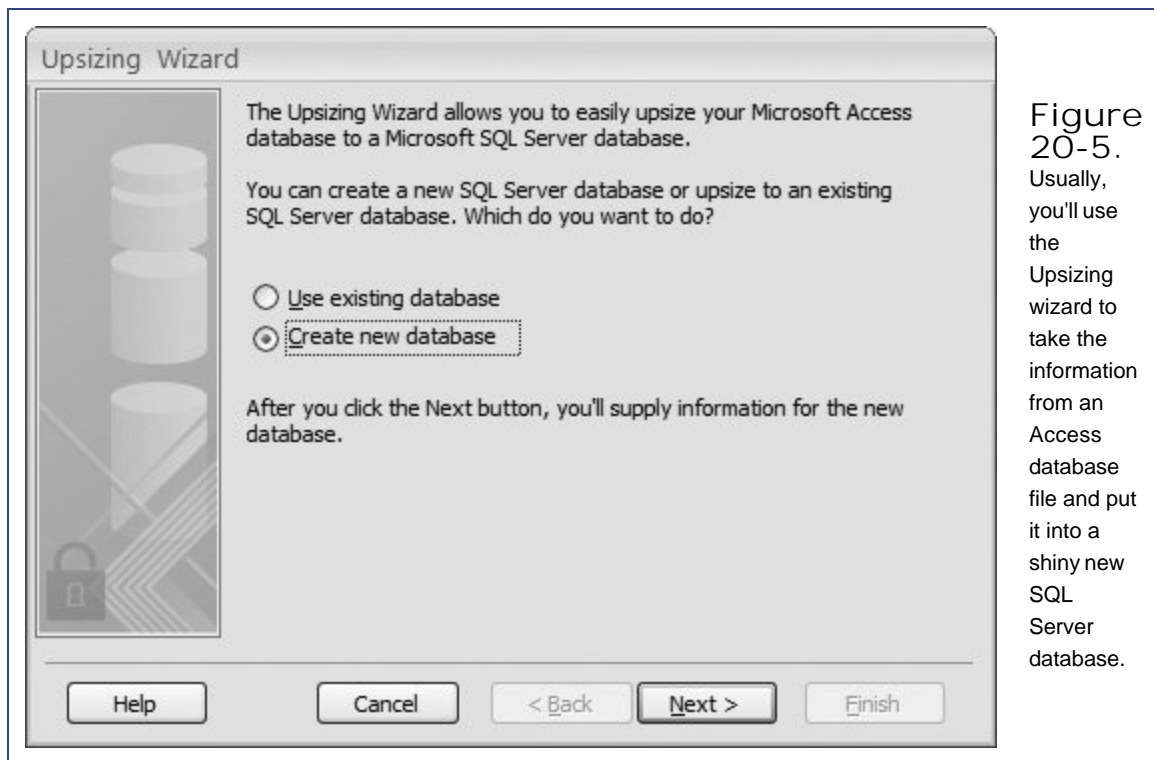 Upsizing Wizard
The Upsizing Wizard allows you to easily upsize your Microsoft Access
database to a Microsoft SQL Server database.
You can create a new SQL Server database or upsize to an existing
SQL Server database. Which do you want to do?
Use existing database
Create new database
After you click the Next button, you'll supply information for the new
database.
Help
Cancel
< Back
Next >
Finish
Figure
20-5.
Usually,
you'll use
the
Upsizing
wizard to
take the
information
from an
Access
database
file and put
it into a
shiny new
SQL
Server
database.